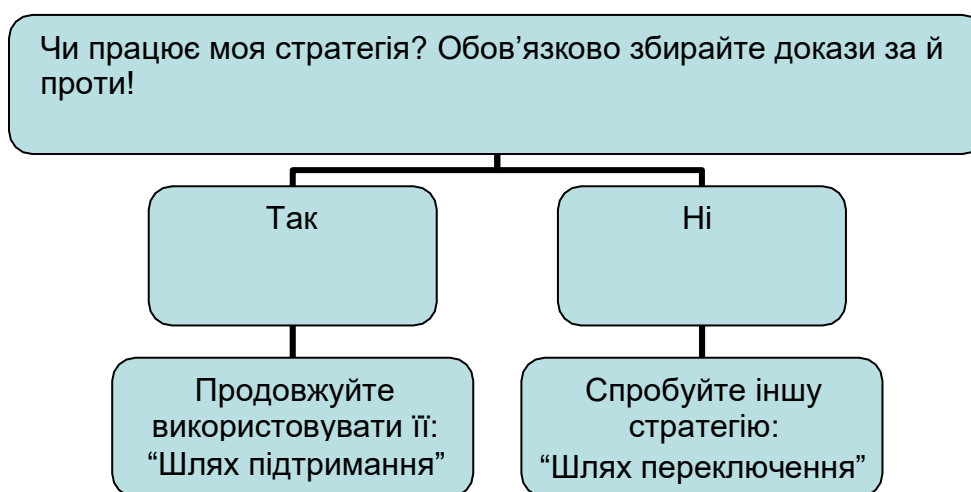 Чи працює моя стратегія? Обов’язково збирайте докази за й
проти!
Так
Ні
Продовжуйте
використовувати її:
“Шлях підтримання”
Спробуйте іншу
стратегію:
“Шлях переключення”